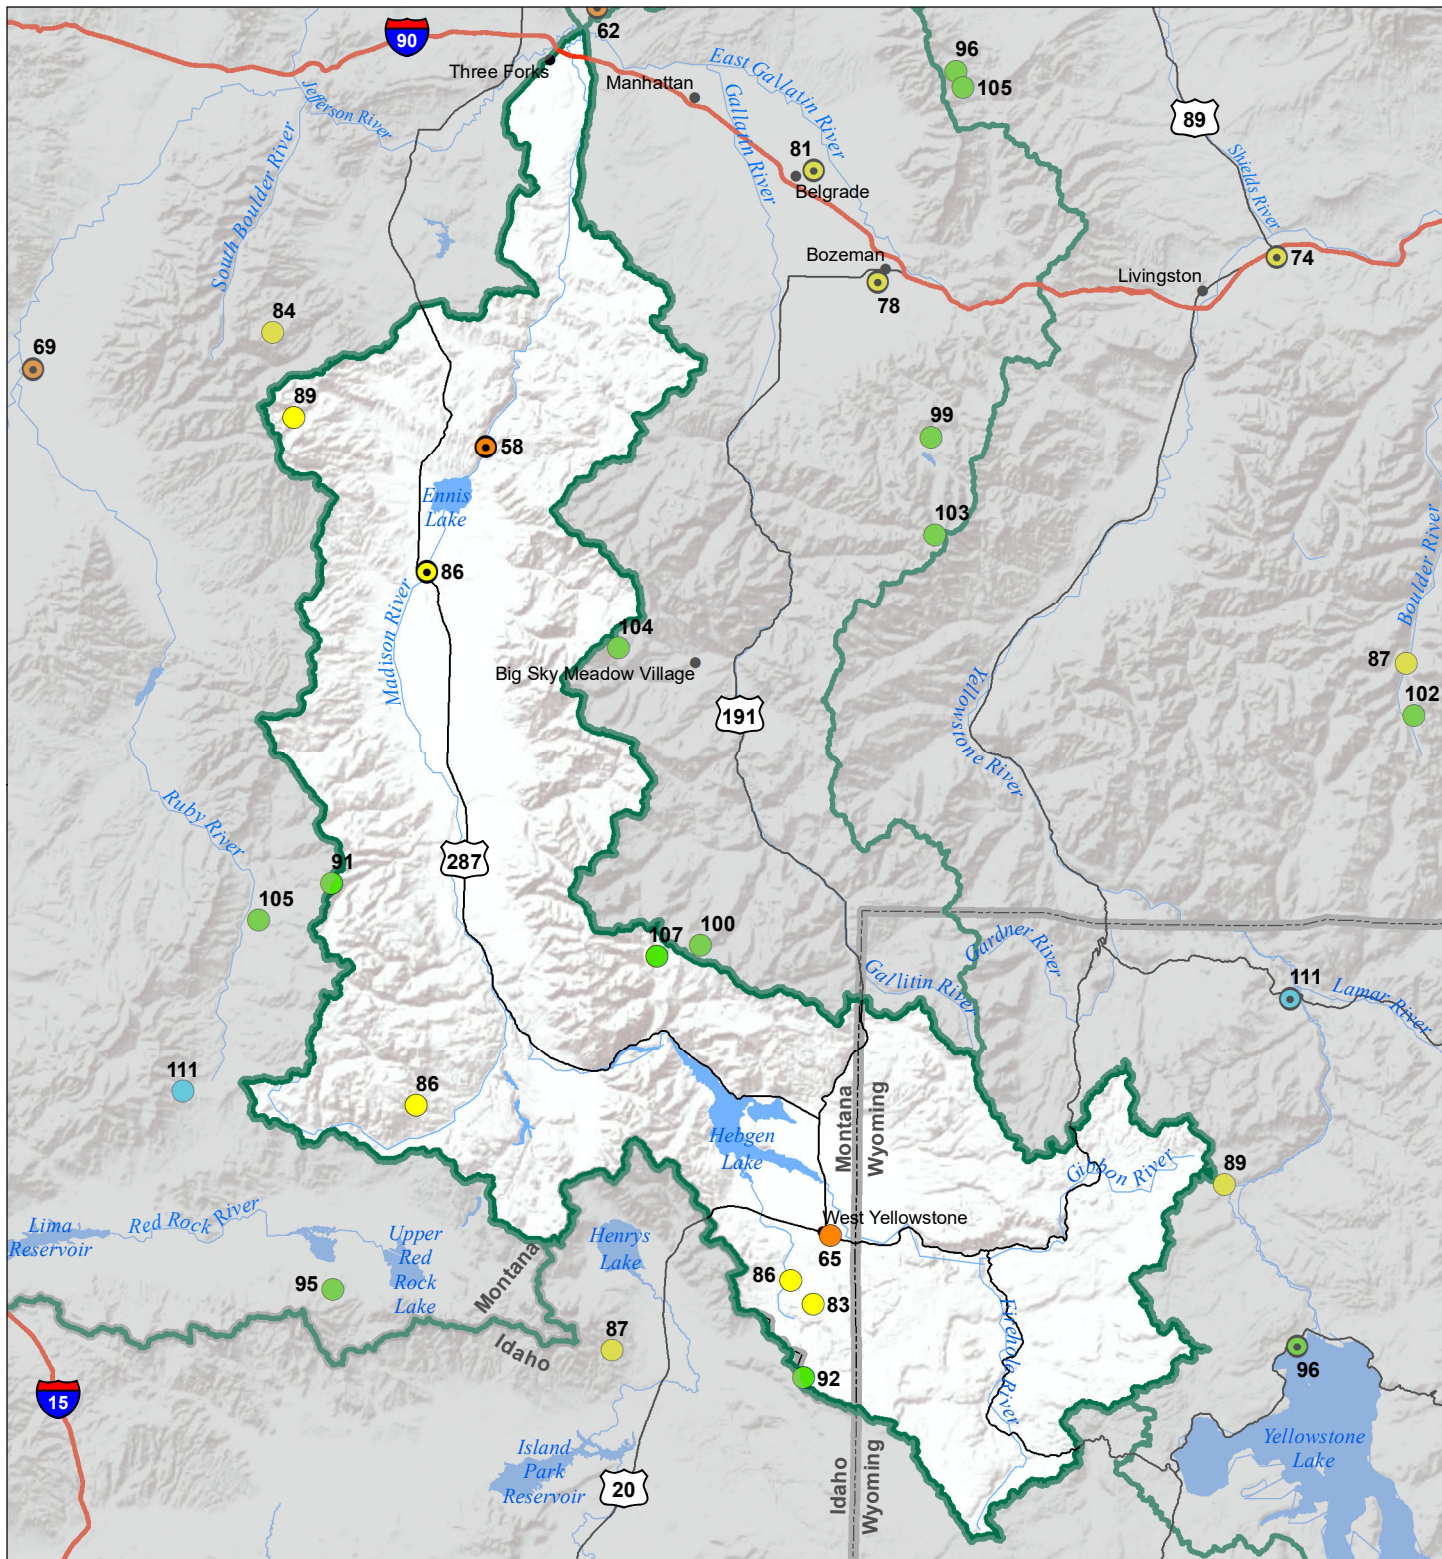 62
90
Three Forks
Manhattan
East Gallatin River
96
105
Jefferson River
Gallatin River
89
81
Belgrade
Shields River
South Boulder River
Bozeman
78
Livingston
74
84
69
89
58
99
Ennis
Lake
103
86
Madison River
Boulder River
104
Big Sky Meadow Village
87
102
191
Yellowstone River
Ruby River
287
91
105
107
100
Gallitin River
Gardner River
111
Lamar River
111
86
Montana
Wyoming
Hebgen
Lake
Gibbon River
89
West Yellowstone
65
Lima
Reservoir
Red Rock River
Upper
Red
Rock
Lake
Henrys
Lake
Montana
Idaho
95
86
83
87
92
Firehole River
96
15
Island
Park
Reservoir
20
Idaho
Wyoming
Yellowstone
Lake